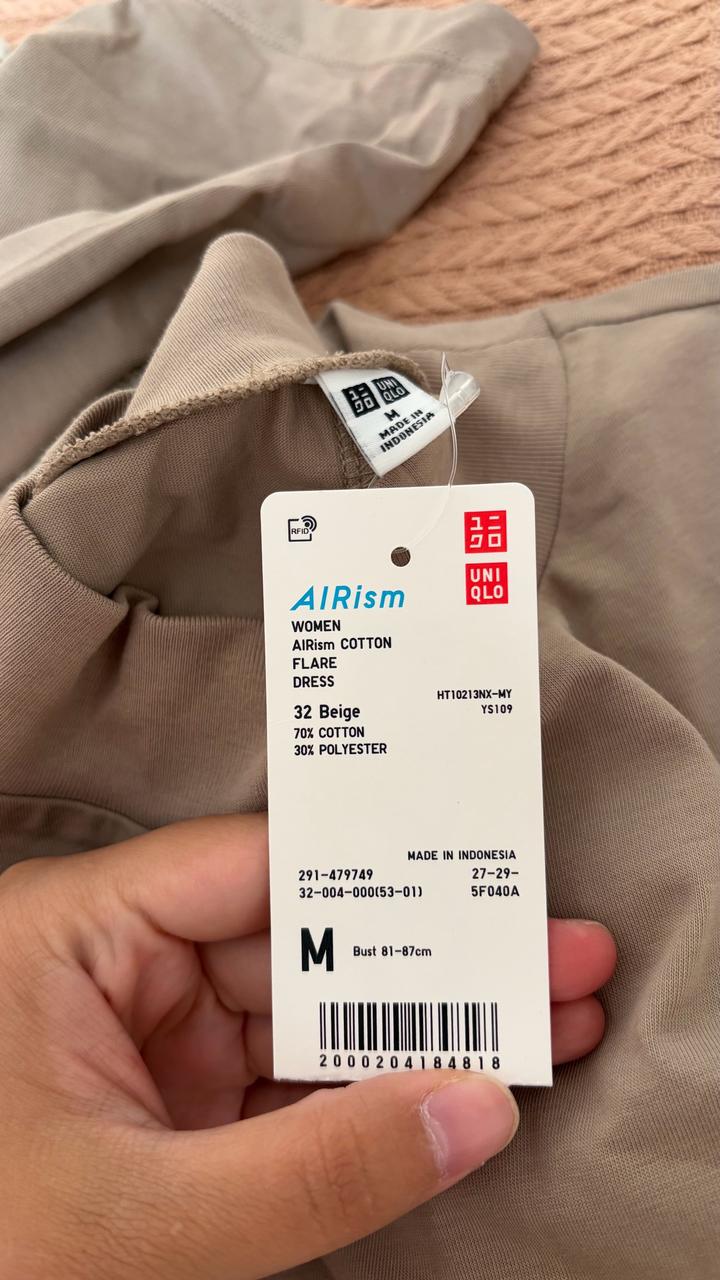 ユニ
クロ
UNI
QLO
M
MADE IN
INDONESIA
RFID
ユニ
クロ
UNI
QLO
AIRism
WOMEN
AIRism COTTON
FLARE
DRESS
HT10213NX-MY
YS109
32 Beige
70% COTTON
30% POLYESTER
MADE IN INDONESIA
291-479749 27-29-
32-004-000(53-01) 5F040A
M Bust 81-87cm
2000204184818